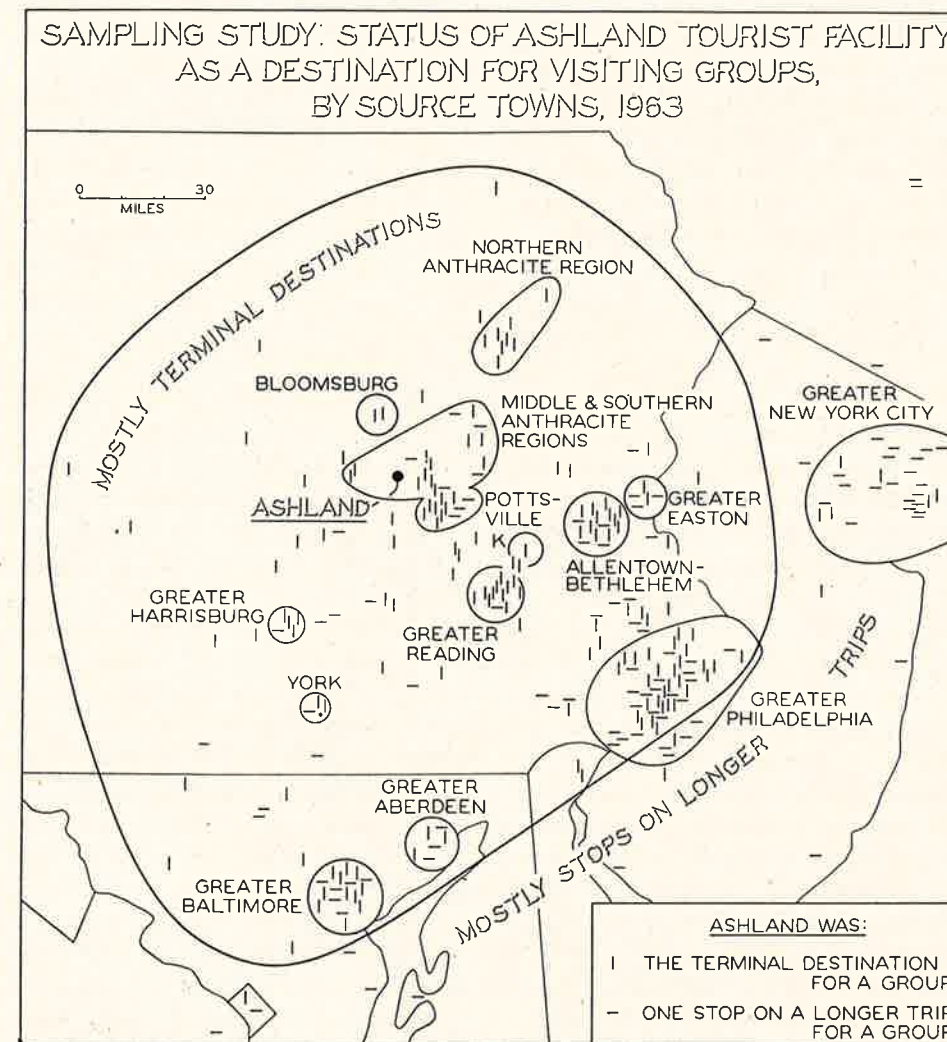 SAMPLING STUDY: STATUS OF ASHLAND TOURIST FACILITY
AS A DESTINATION FOR VISITING GROUPS,
BY SOURCE TOWNS, 1963
0 30
MILES
MOSTLY TERMINAL DESTINATIONS
NORTHERN
ANTHRACITE REGION
BLOOMSBURG
MIDDLE & SOUTHERN
ANTHRACITE
REGIONS
GREATER
NEW YORK CITY
ASHLAND
POTTS-
VILLE
K
GREATER
EASTON
ALLENTOWN-
BETHLEHEM
GREATER
HARRISBURG
GREATER
READING
YORK
GREATER
PHILADELPHIA
MOSTLY STOPS ON LONGER TRIPS
GREATER
ABERDEEN
GREATER
BALTIMORE
ASHLAND WAS:
I THE TERMINAL DESTINATION
FOR A GROUP
– ONE STOP ON A LONGER TRIP
FOR A GROUP